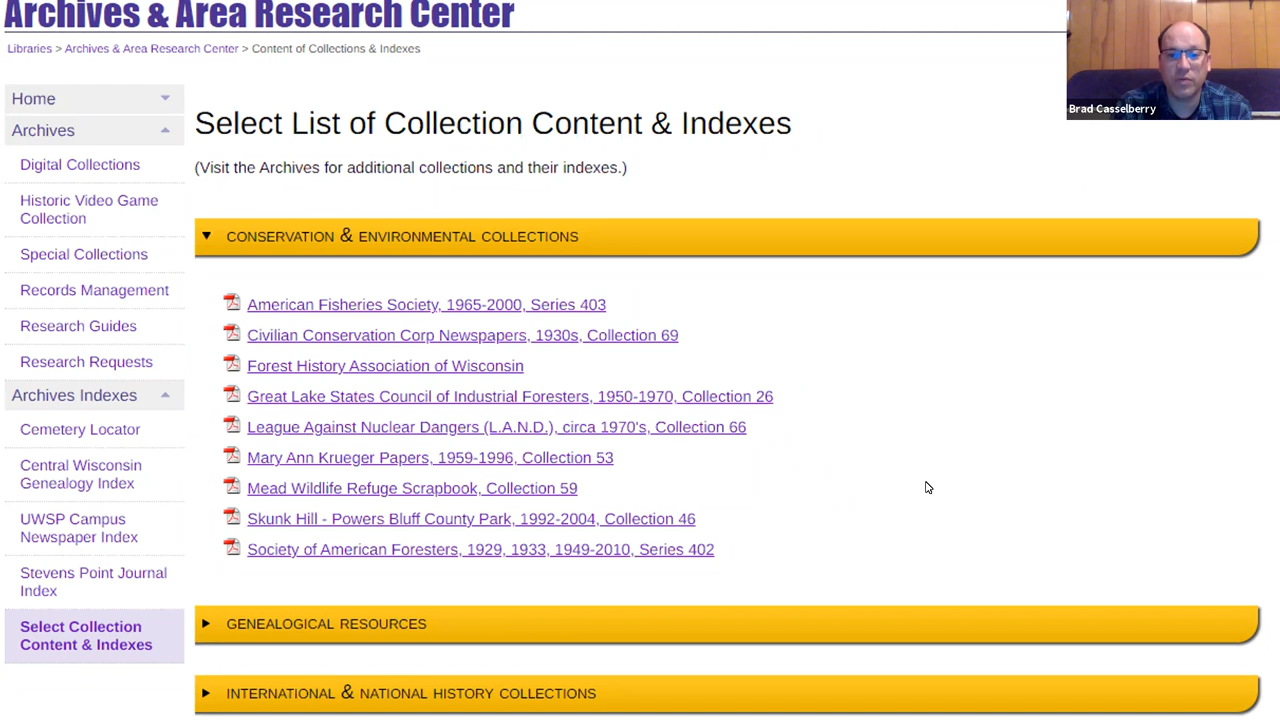 Archives & Area Research Center
Brad Casselberry
Libraries > Archives & Area Research Center > Content of Collections & Indexes
Home
Archives
Digital Collections
Historic Video Game
Collection
Special Collections
Records Management
Research Guides
Research Requests
Archives Indexes
Cemetery Locator
Central Wisconsin
Genealogy Index
UWSP Campus
Newspaper Index
Stevens Point Journal
Index
Select Collection
Content & Indexes
Select List of Collection Content & Indexes
(Visit the Archives for additional collections and their indexes.)
CONSERVATION & ENVIRONMENTAL COLLECTIONS
American Fisheries Society, 1965-2000, Series 403
Civilian Conservation Corp Newspapers, 1930s, Collection 69
Forest History Association of Wisconsin
Great Lake States Council of Industrial Foresters, 1950-1970, Collection 26
League Against Nuclear Dangers (L.A.N.D.), circa 1970's, Collection 66
Mary Ann Krueger Papers, 1959-1996, Collection 53
Mead Wildlife Refuge Scrapbook, Collection 59
Skunk Hill - Powers Bluff County Park, 1992-2004, Collection 46
Society of American Foresters, 1929, 1933, 1949-2010, Series 402
GENEALOGICAL RESOURCES
INTERNATIONAL & NATIONAL HISTORY COLLECTIONS